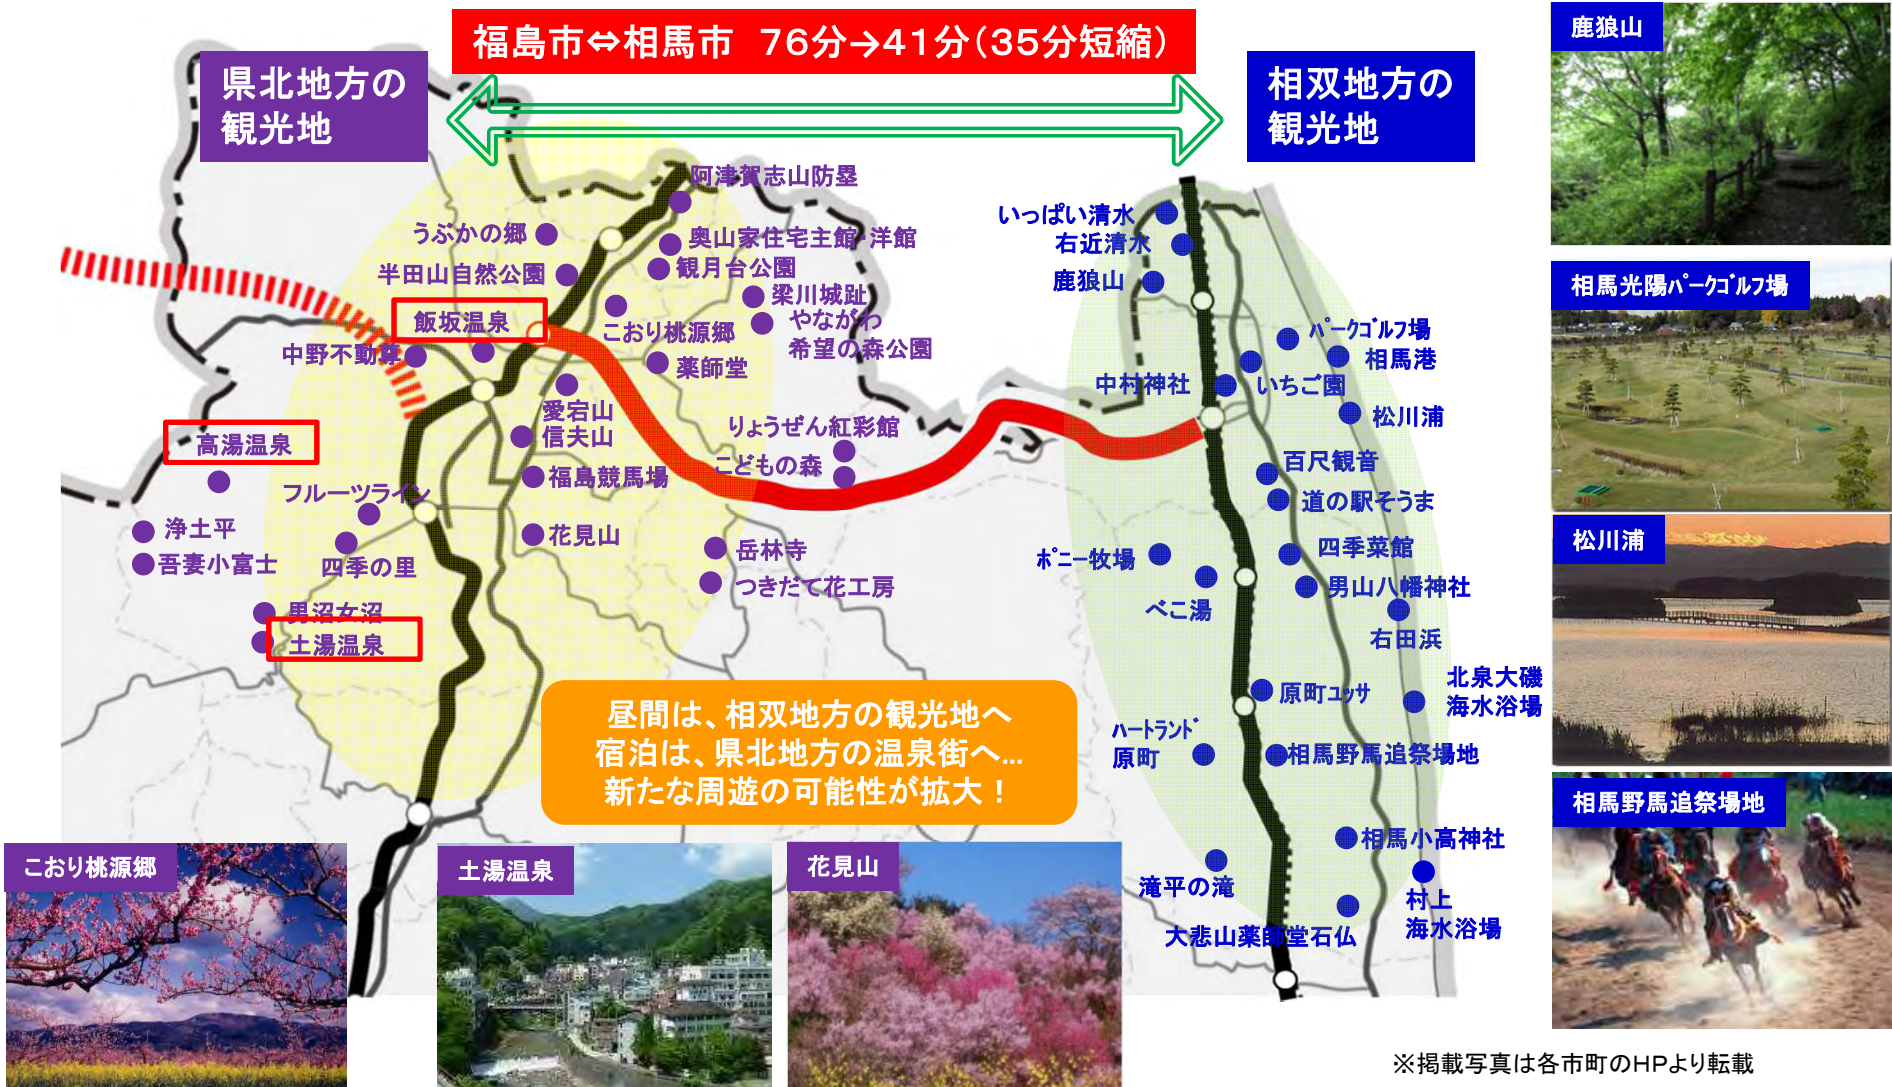 福島市⇔相馬市　76分→41分(35分短縮)
県北地方の
観光地
相双地方の
観光地
阿津賀志山防塁
うぶかの郷
奥山家住宅主館・洋館
半田山自然公園
観月台公園
梁川城趾
飯坂温泉
こおり桃源郷
やながわ
希望の森公園
中野不動尊
薬師堂
愛宕山
信夫山
高湯温泉
りょうぜん紅彩館
こどもの森
福島競馬場
フルーツライン
浄土平
花見山
吾妻小富士
四季の里
岳林寺
つきだて花工房
男沼女沼
土湯温泉
いっぱい清水
右近清水
鹿狼山
パークゴルフ場
相馬港
中村神社
いちご園
松川浦
百尺観音
道の駅そうま
ポニー牧場
四季菜館
べこ湯
男山八幡神社
右田浜
原町ユッサ
北泉大磯
海水浴場
ハートランド
原町
相馬野馬追祭場地
相馬小高神社
滝平の滝
村上
海水浴場
大悲山薬師堂石仏
昼間は、相双地方の観光地へ
宿泊は、県北地方の温泉街へ…
新たな周遊の可能性が拡大！
鹿狼山
相馬光陽パークゴルフ場
松川浦
相馬野馬追祭場地
こおり桃源郷
土湯温泉
花見山
※掲載写真は各市町のHPより転載